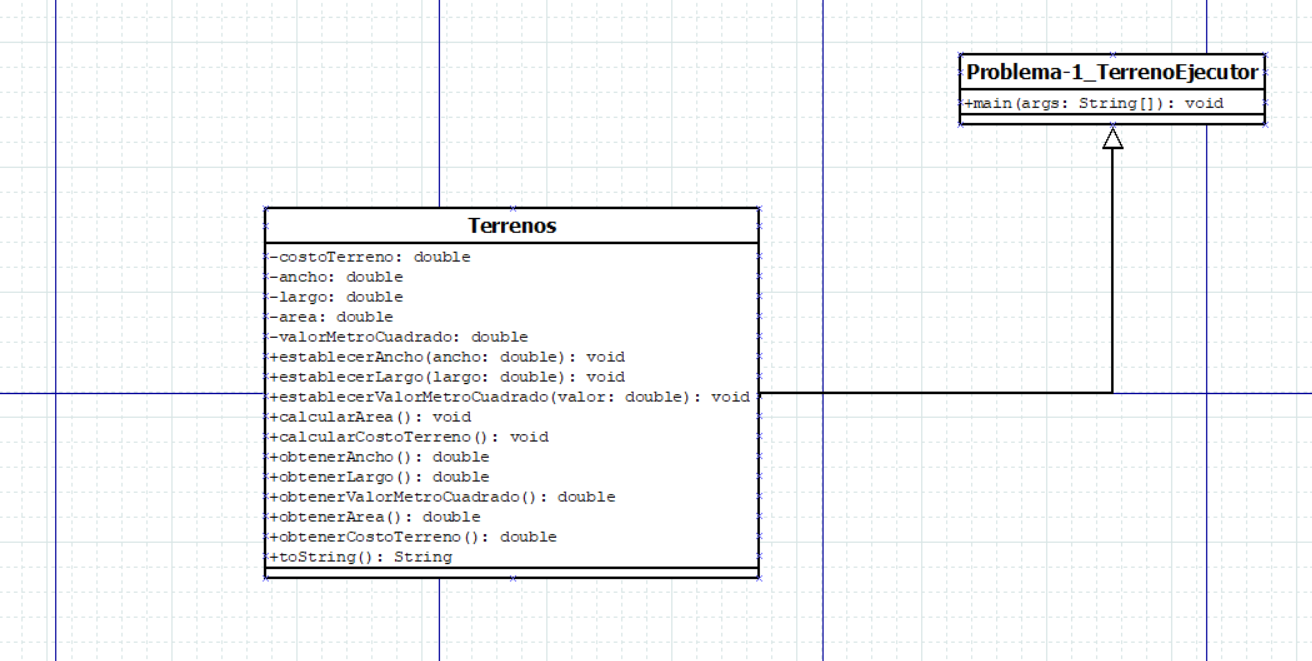 Problema-1_TerrenoEjecutor
+main(args: String[]): void
Terrenos
-costoTerreno: double
-ancho: double
-largo: double
-area: double
-valorMetroCuadrado: double
+establecerAncho(ancho: double): void
+establecerLargo(largo: double): void
+establecerValorMetroCuadrado(valor: double): void
+calcularArea(): void
+calcularCostoTerreno(): void
+obtenerAncho(): double
+obtenerLargo(): double
+obtenerValorMetroCuadrado(): double
+obtenerArea(): double
+obtenerCostoTerreno(): double
+toString(): String